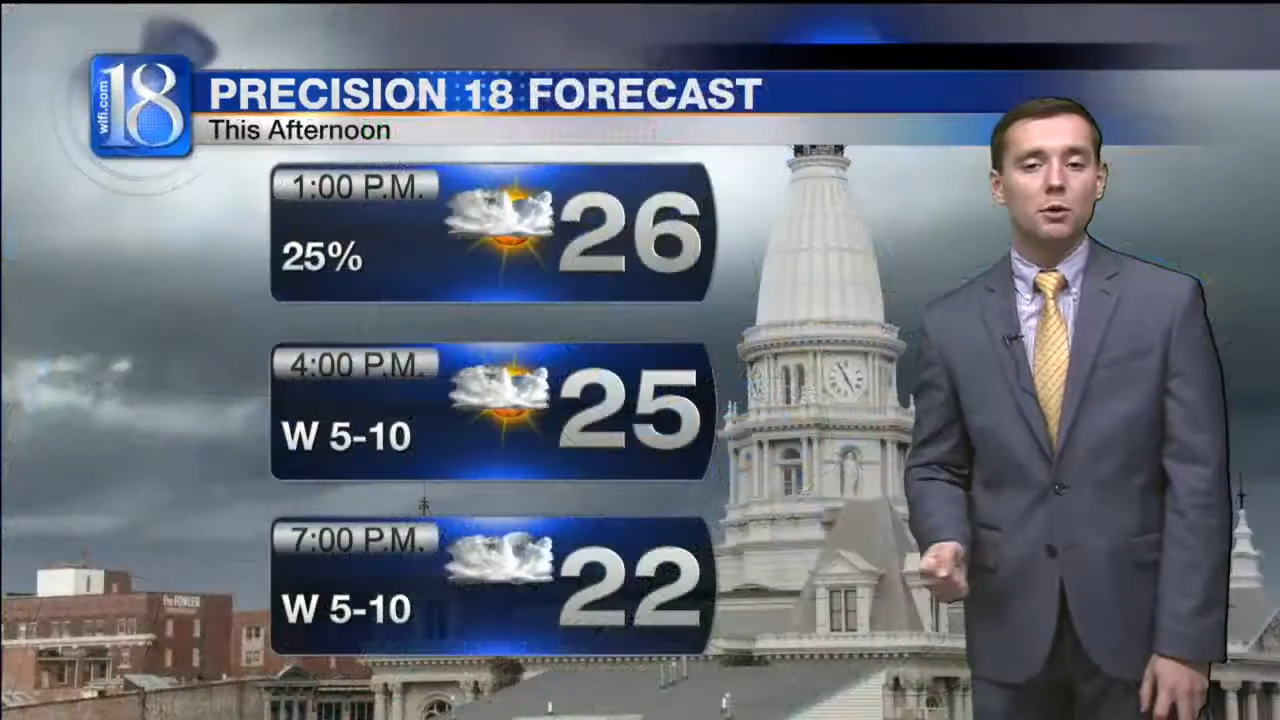 wlfi.com
18
PRECISION 18 FORECAST
This Afternoon
1:00 P.M.
25%
26
4:00 P.M.
W 5-10
25
7:00 P.M.
W 5-10
22
The FOWLER